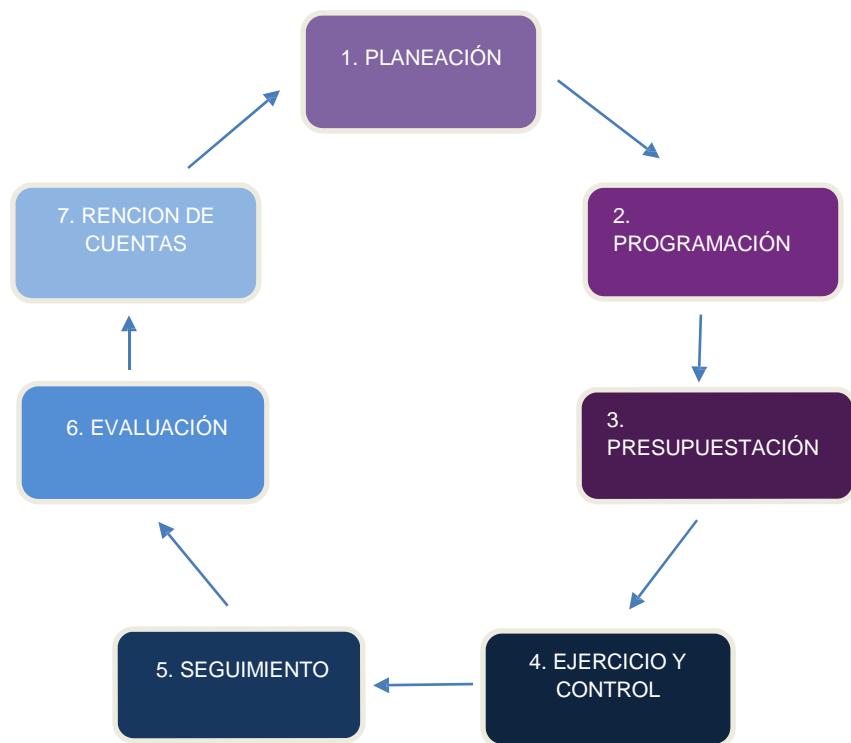 1. PLANEACIÓN
2.
PROGRAMACIÓN
3.
PRESUPUESTACIÓN
4. EJERCICIO Y
CONTROL
5. SEGUIMIENTO
6. EVALUACIÓN
7. RENCION DE
CUENTAS